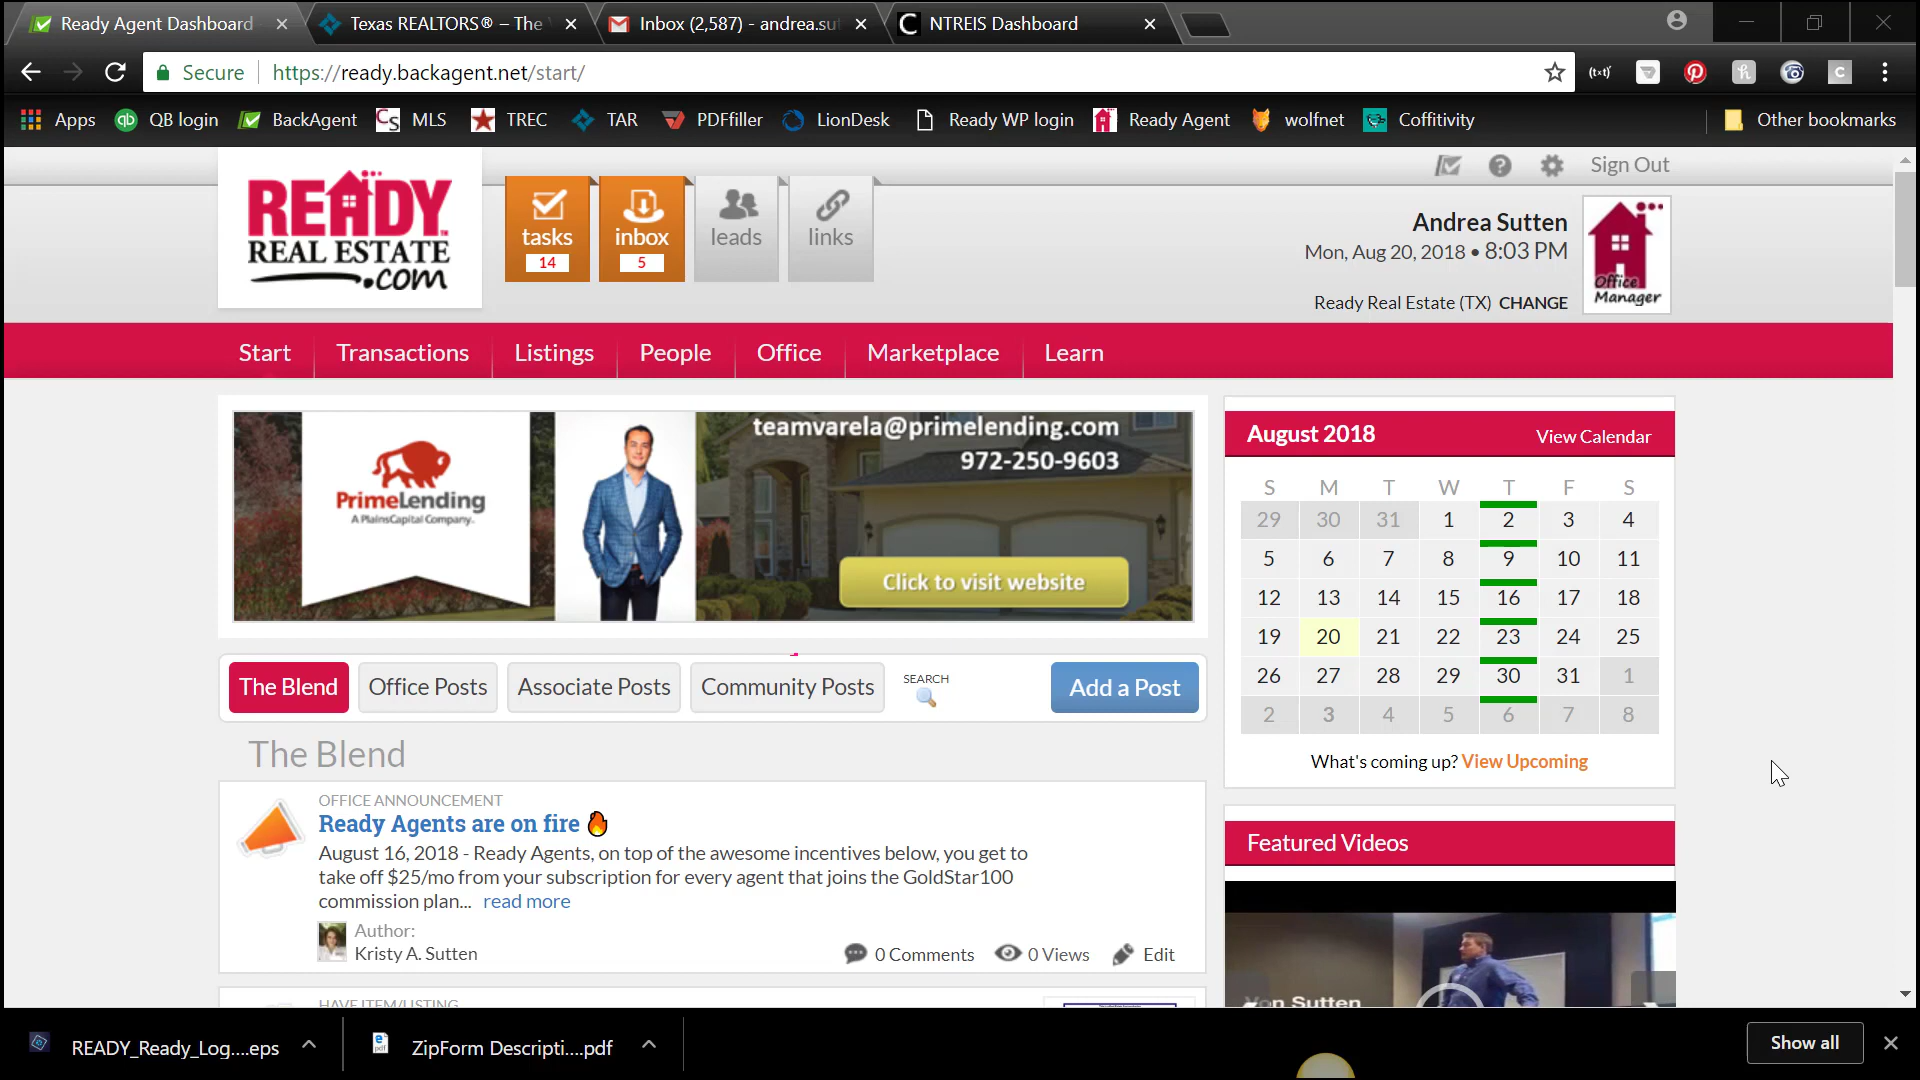 Ready Agent Dashboard
Texas REALTORS® – The
Inbox (2,587) - andrea.su
NTREIS Dashboard
Secure
https://ready.backagent.net/start/
Apps
QB login
BackAgent
MLS
TREC
TAR
PDFfiller
LionDesk
Ready WP login
Ready Agent
wolfnet
Coffitivity
Other bookmarks
READY
REAL ESTATE
.com
tasks
14
inbox
5
leads
links
Sign Out
Andrea Sutten
Mon, Aug 20, 2018 • 8:03 PM
Ready Real Estate (TX) CHANGE
Office
Manager
Start
Transactions
Listings
People
Office
Marketplace
Learn
PrimeLending
A PlainsCapital Company.
teamvarela@primelending.com
972-250-9603
Click to visit website
August 2018
View Calendar
S M T W T F S
29 30 31 1 2 3 4
5 6 7 8 9 10 11
12 13 14 15 16 17 18
19 20 21 22 23 24 25
26 27 28 29 30 31 1
2 3 4 5 6 7 8
What's coming up? View Upcoming
The Blend
Office Posts
Associate Posts
Community Posts
SEARCH
Add a Post
The Blend
OFFICE ANNOUNCEMENT
Ready Agents are on fire
August 16, 2018 - Ready Agents, on top of the awesome incentives below, you get to
take off $25/mo from your subscription for every agent that joins the GoldStar100
commission plan... read more
Author:
Kristy A. Sutten
0 Comments
0 Views
Edit
HAVE ITEM/LISTING
Featured Videos
Von Sutten
READY_Ready_Log....eps
ZipForm Descripti....pdf
Show all